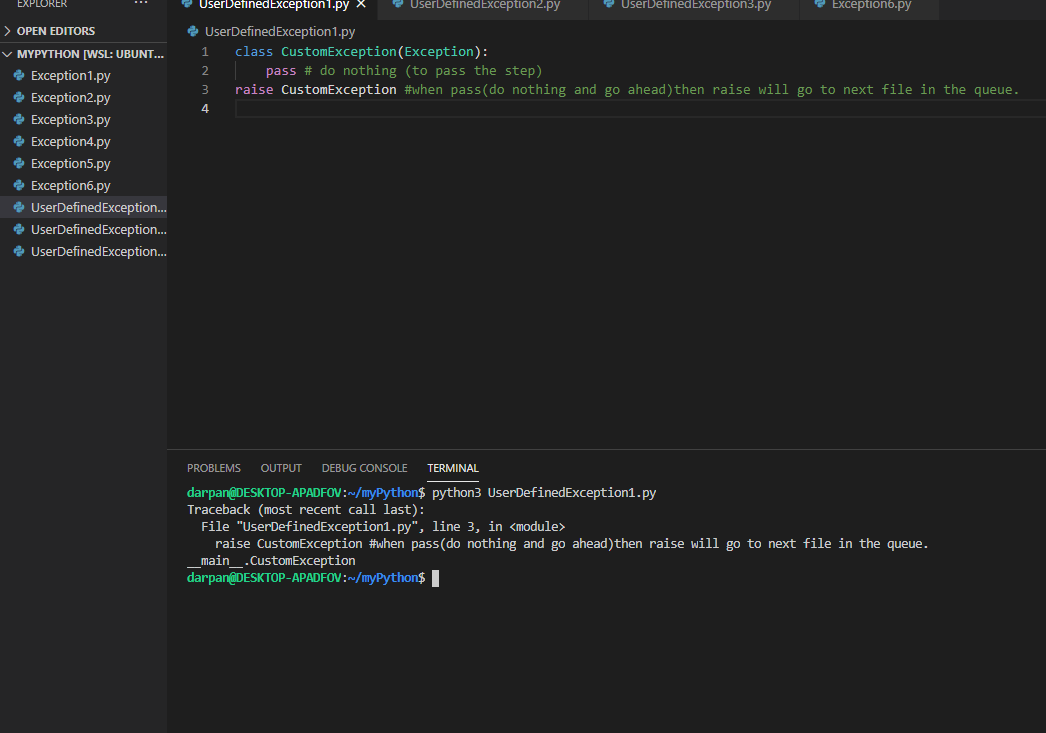 EXPLORER ...
UserDefinedException1.py
UserDefinedException2.py
UserDefinedException3.py
Exception6.py
OPEN EDITORS
MYPYTHON [WSL: UBUNT...
Exception1.py
Exception2.py
Exception3.py
Exception4.py
Exception5.py
Exception6.py
UserDefinedException...
UserDefinedException...
UserDefinedException...
UserDefinedException1.py
1 class CustomException(Exception):
2 pass # do nothing (to pass the step)
3 raise CustomException #when pass(do nothing and go ahead)then raise will go to next file in the queue.
4
PROBLEMS OUTPUT DEBUG CONSOLE TERMINAL
darpan@DESKTOP-APADFOV:~/myPython$ python3 UserDefinedException1.py
Traceback (most recent call last):
File "UserDefinedException1.py", line 3, in <module>
raise CustomException #when pass(do nothing and go ahead)then raise will go to next file in the queue.
__main__.CustomException
darpan@DESKTOP-APADFOV:~/myPython$